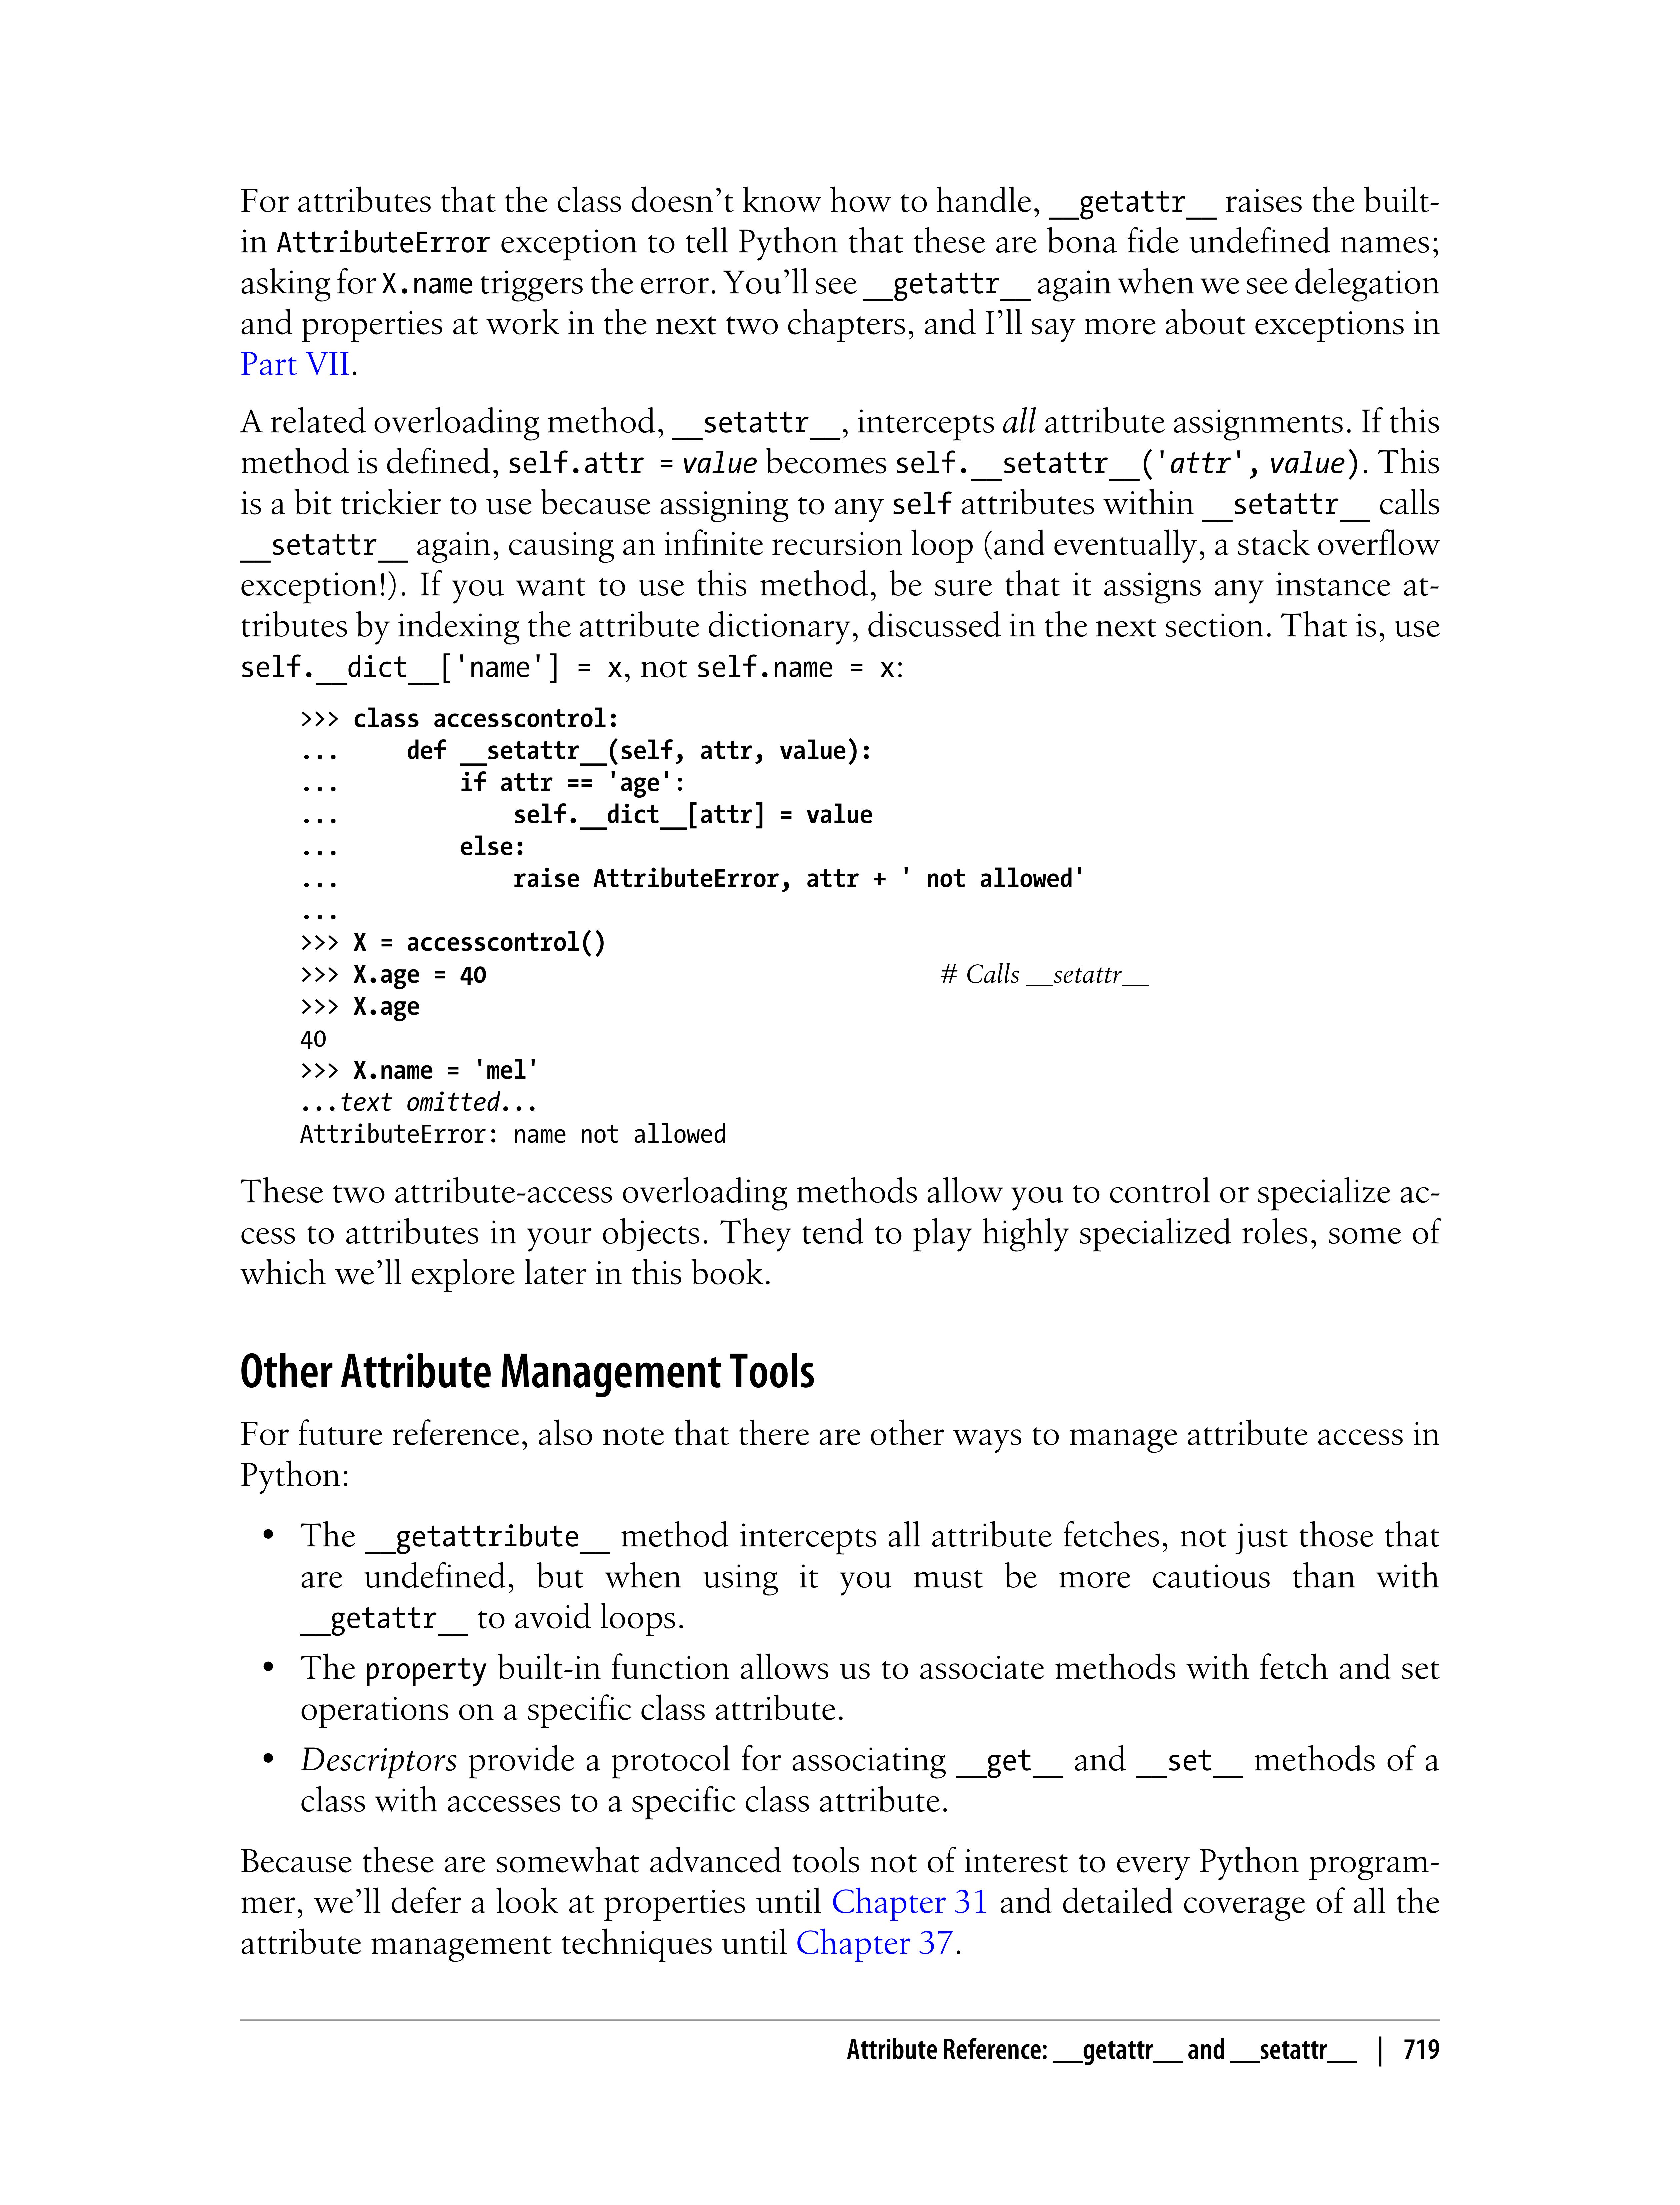 For attributes that the class doesn’t know how to handle, __getattr__ raises the built-
in AttributeError exception to tell Python that these are bona fide undefined names;
asking for X.name triggers the error. You’ll see __getattr__ again when we see delegation
and properties at work in the next two chapters, and I’ll say more about exceptions in
Part VII.
A related overloading method, __setattr__, intercepts all attribute assignments. If this
method is defined, self.attr = value becomes self.__setattr__('attr', value). This
is a bit trickier to use because assigning to any self attributes within __setattr__ calls
__setattr__ again, causing an infinite recursion loop (and eventually, a stack overflow
exception!). If you want to use this method, be sure that it assigns any instance at-
tributes by indexing the attribute dictionary, discussed in the next section. That is, use
self.__dict__['name'] = x, not self.name = x:
>>> class accesscontrol:
...     def __setattr__(self, attr, value):
...         if attr == 'age':
...             self.__dict__[attr] = value
...         else:
...             raise AttributeError, attr + ' not allowed'
...
>>> X = accesscontrol()
>>> X.age = 40                                  # Calls __setattr__
>>> X.age
40
>>> X.name = 'mel'
...text omitted...
AttributeError: name not allowed
These two attribute-access overloading methods allow you to control or specialize ac-
cess to attributes in your objects. They tend to play highly specialized roles, some of
which we’ll explore later in this book.
Other Attribute Management Tools
For future reference, also note that there are other ways to manage attribute access in
Python:
• The __getattribute__ method intercepts all attribute fetches, not just those that
are undefined, but when using it you must be more cautious than with
__getattr__ to avoid loops.
• The property built-in function allows us to associate methods with fetch and set
operations on a specific class attribute.
• Descriptors provide a protocol for associating __get__ and __set__ methods of a
class with accesses to a specific class attribute.
Because these are somewhat advanced tools not of interest to every Python program-
mer, we’ll defer a look at properties until Chapter 31 and detailed coverage of all the
attribute management techniques until Chapter 37.
Attribute Reference: __getattr__ and __setattr__ | 719